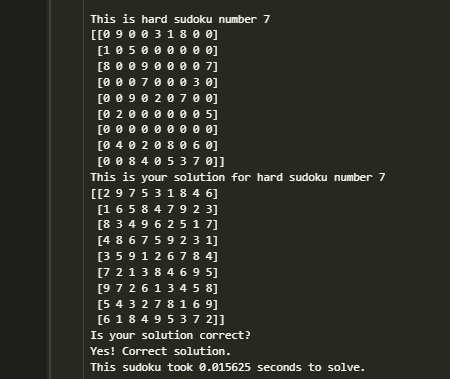 This is hard sudoku number 7
[[0 9 0 0 3 1 8 0 0]
[1 0 5 0 0 0 0 0 0]
[8 0 0 9 0 0 0 0 7]
[0 0 0 7 0 0 0 3 0]
[0 0 9 0 2 0 7 0 0]
[0 2 0 0 0 0 0 0 5]
[0 0 0 0 0 0 0 0 0]
[0 4 0 2 0 8 0 6 0]
[0 0 8 4 0 5 3 7 0]]
This is your solution for hard sudoku number 7
[[2 9 7 5 3 1 8 4 6]
[1 6 5 8 4 7 9 2 3]
[8 3 4 9 6 2 5 1 7]
[4 8 6 7 5 9 2 3 1]
[3 5 9 1 2 6 7 8 4]
[7 2 1 3 8 4 6 9 5]
[9 7 2 6 1 3 4 5 8]
[5 4 3 2 7 8 1 6 9]
[6 1 8 4 9 5 3 7 2]]
Is your solution correct?
Yes! Correct solution.
This sudoku took 0.015625 seconds to solve.